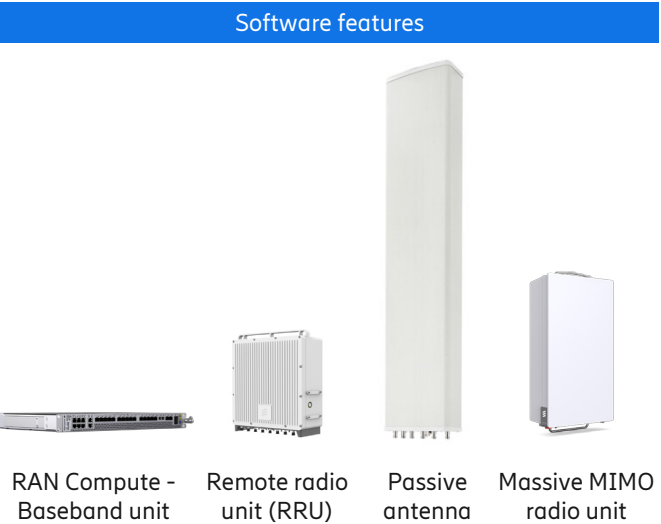 Software features
RAN Compute -
Baseband unit
Remote radio
unit (RRU)
Passive
antenna
Massive MIMO
radio unit